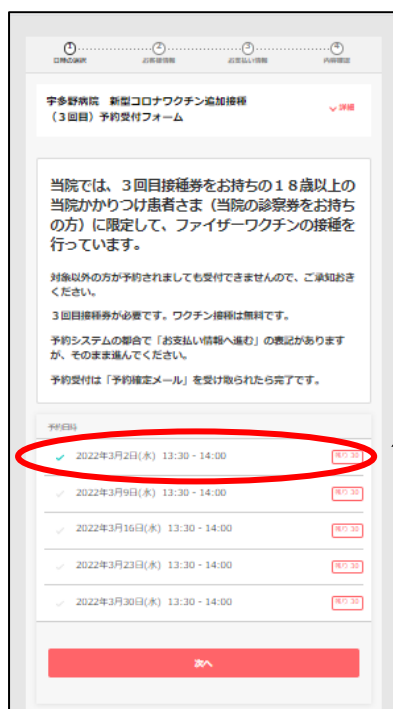 1 2 3 4
日時の選択 お客様情報 お支払い情報 内容確認
宇多野病院 新型コロナワクチン追加接種
（３回目）予約受付フォーム
詳細
当院では、３回目接種券をお持ちの１８歳以上の
当院かかりつけ患者さま（当院の診察券をお持ち
の方）に限定して、ファイザーワクチンの接種を
行っています。
対象以外の方が予約されましても受付できませんので、ご承知おき
ください。
３回目接種券が必要です。ワクチン接種は無料です。
予約システムの都合で「お支払い情報へ進む」の表記があります
が、そのまま進んでください。
予約受付は「予約確定メール」を受け取られたら完了です。
予約日時
2022年3月2日(水) 13:30 - 14:00 残り 30
2022年3月9日(水) 13:30 - 14:00 残り 30
2022年3月16日(水) 13:30 - 14:00 残り 30
2022年3月23日(水) 13:30 - 14:00 残り 30
2022年3月30日(水) 13:30 - 14:00 残り 30
次へ